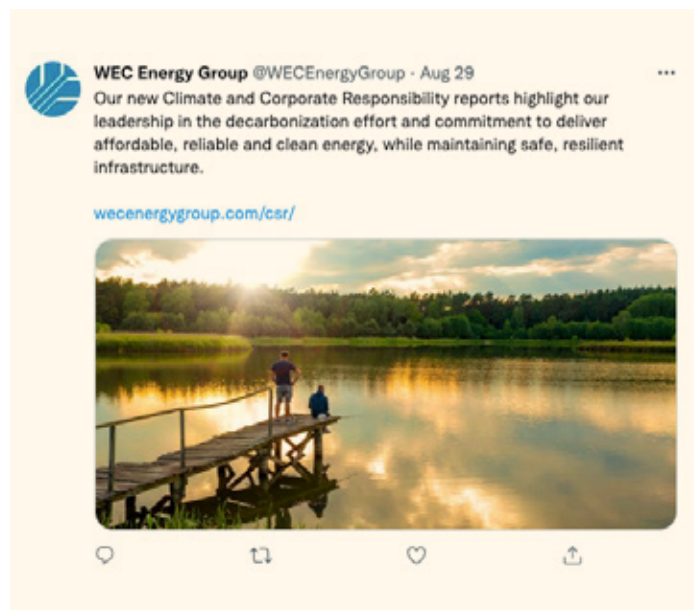 WEC Energy Group @WECEnergyGroup · Aug 29
Our new Climate and Corporate Responsibility reports highlight our
leadership in the decarbonization effort and commitment to deliver
affordable, reliable and clean energy, while maintaining safe, resilient
infrastructure.
wecenergygroup.com/csr/